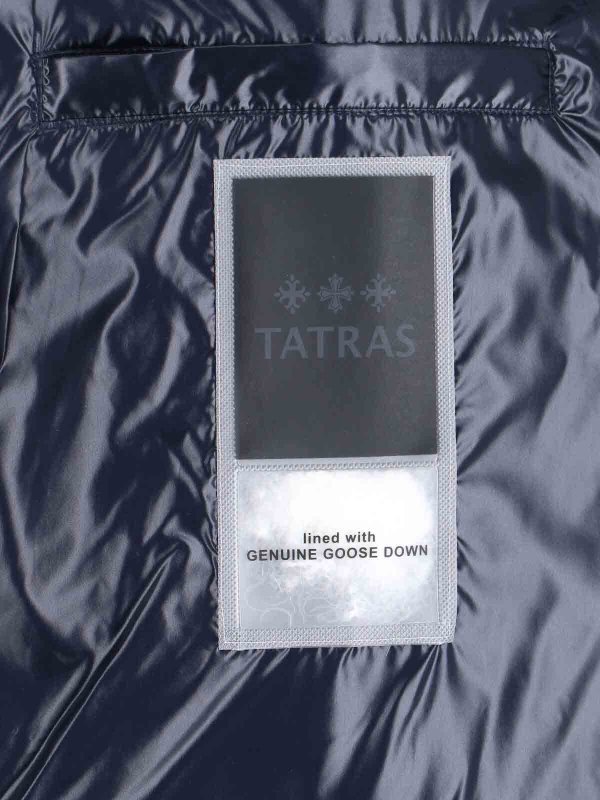 TATRAS
lined with
GENUINE GOOSE DOWN